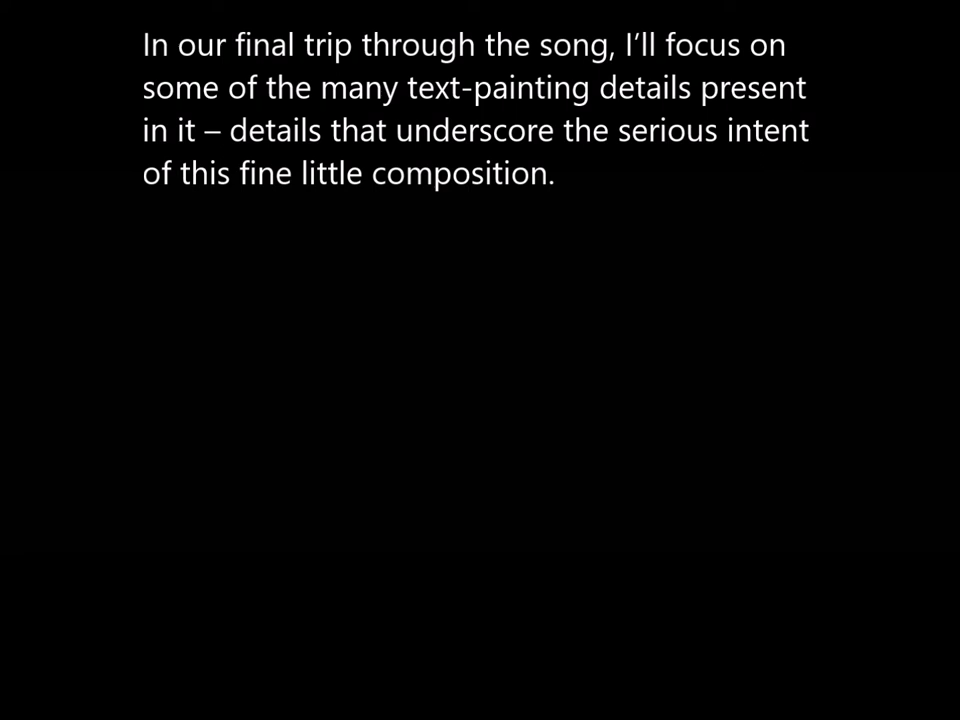 In our final trip through the song, I’ll focus on
some of the many text-painting details present
in it – details that underscore the serious intent
of this fine little composition.